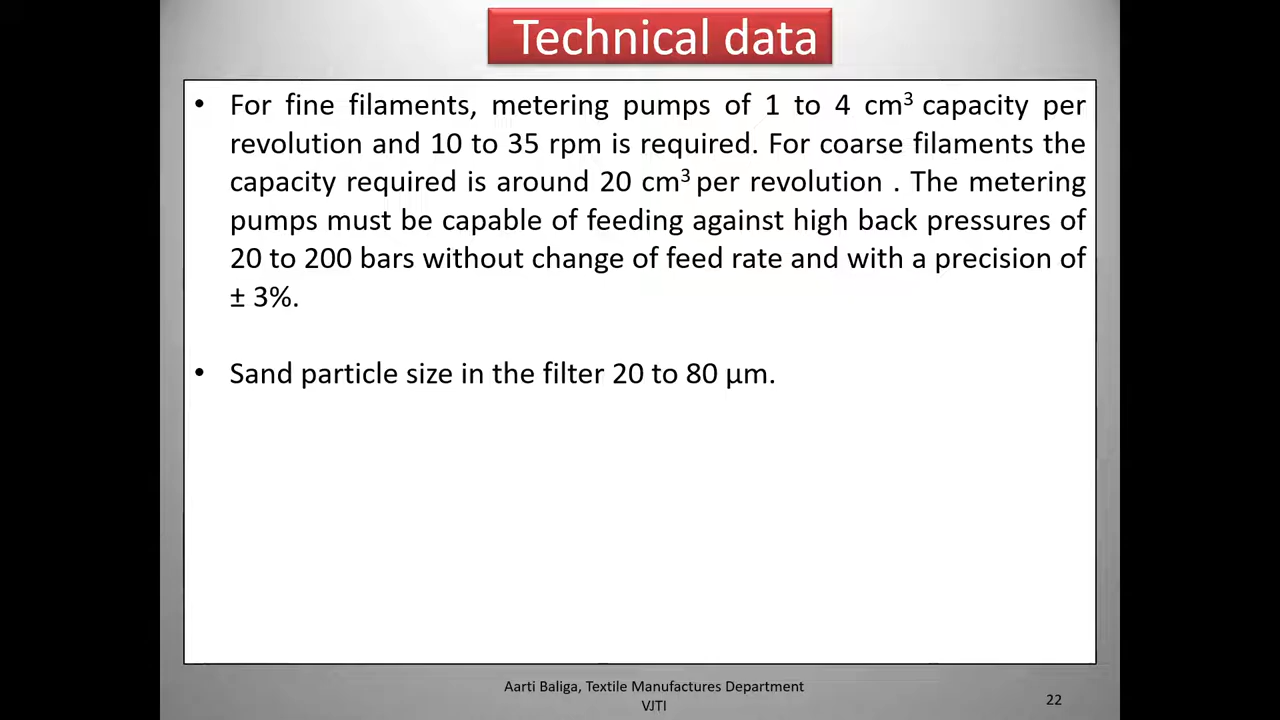 Technical data
• For fine filaments, metering pumps of 1 to 4 cm³ capacity per
revolution and 10 to 35 rpm is required. For coarse filaments the
capacity required is around 20 cm³ per revolution . The metering
pumps must be capable of feeding against high back pressures of
20 to 200 bars without change of feed rate and with a precision of
± 3%.
• Sand particle size in the filter 20 to 80 µm.
Aarti Baliga, Textile Manufactures Department
VJTI
22